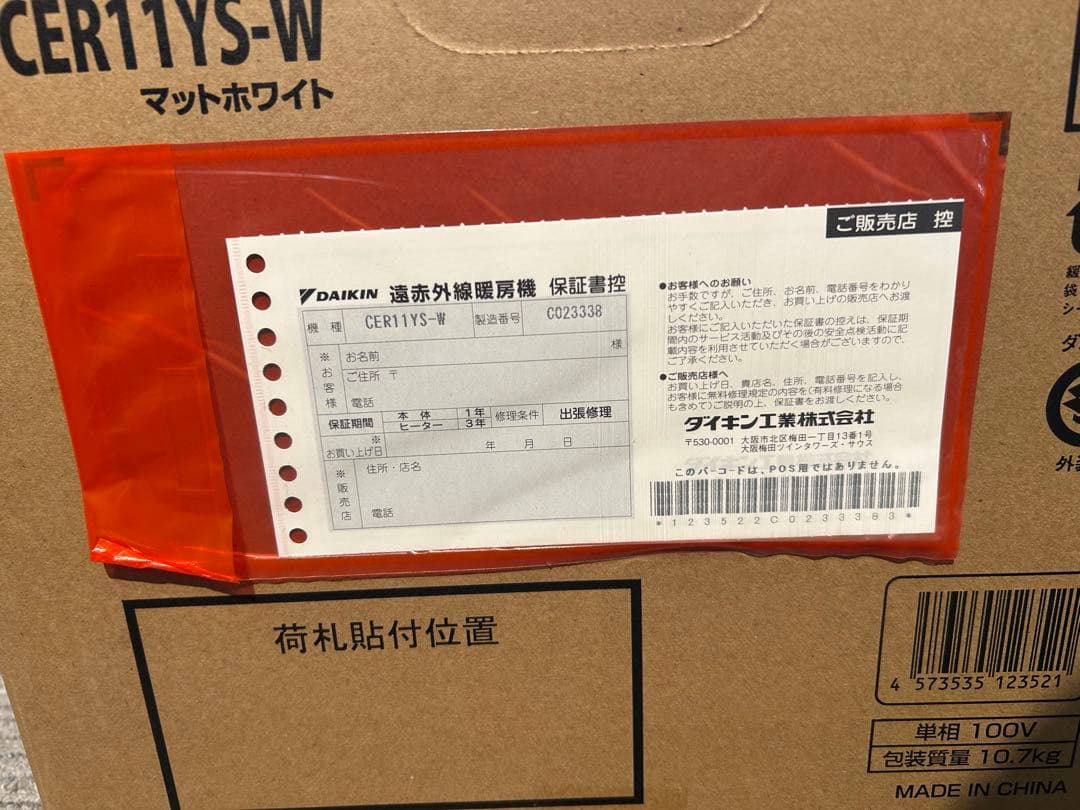 CER11YS-W
マットホワイト
ご販売店 控
DAIKIN 遠赤外線暖房機 保証書控
機種 CER11YS-W 製造番号 C023338
※お客様
お名前 様
ご住所 〒
電話
保証期間 本体 1年 ヒーター 3年 修理条件 出張修理
※お買い上げ日 年 月 日
※販売店
住所・店名
電話
●お客様へのお願い
お手数ですが、ご住所、お名前、電話番号をわかり
やすくご記入いただき、お買い上げの販売店へお渡
しください。
お客様にご記入いただいた保証書の控えは、保証期
間内のサービス活動及びその後の安全点検活動に記
載内容を利用させていただく場合がございますので、
ご了承ください。
●ご販売店様へ
お買い上げ日、貴店名、住所、電話番号を記入し、
お客様に無料修理規定の内容を(有料修理になる場合
も含めて)ご説明の上、保証書をお渡しください。
ダイキン工業株式会社
〒530-0001 大阪市北区梅田一丁目13番1号
大阪梅田ツインタワーズ・サウス
このバーコードは、POS用ではありません。
*123522C0233383*
荷札貼付位置
4 573535 123521
単相 100V
包装質量 10.7kg
MADE IN CHINA